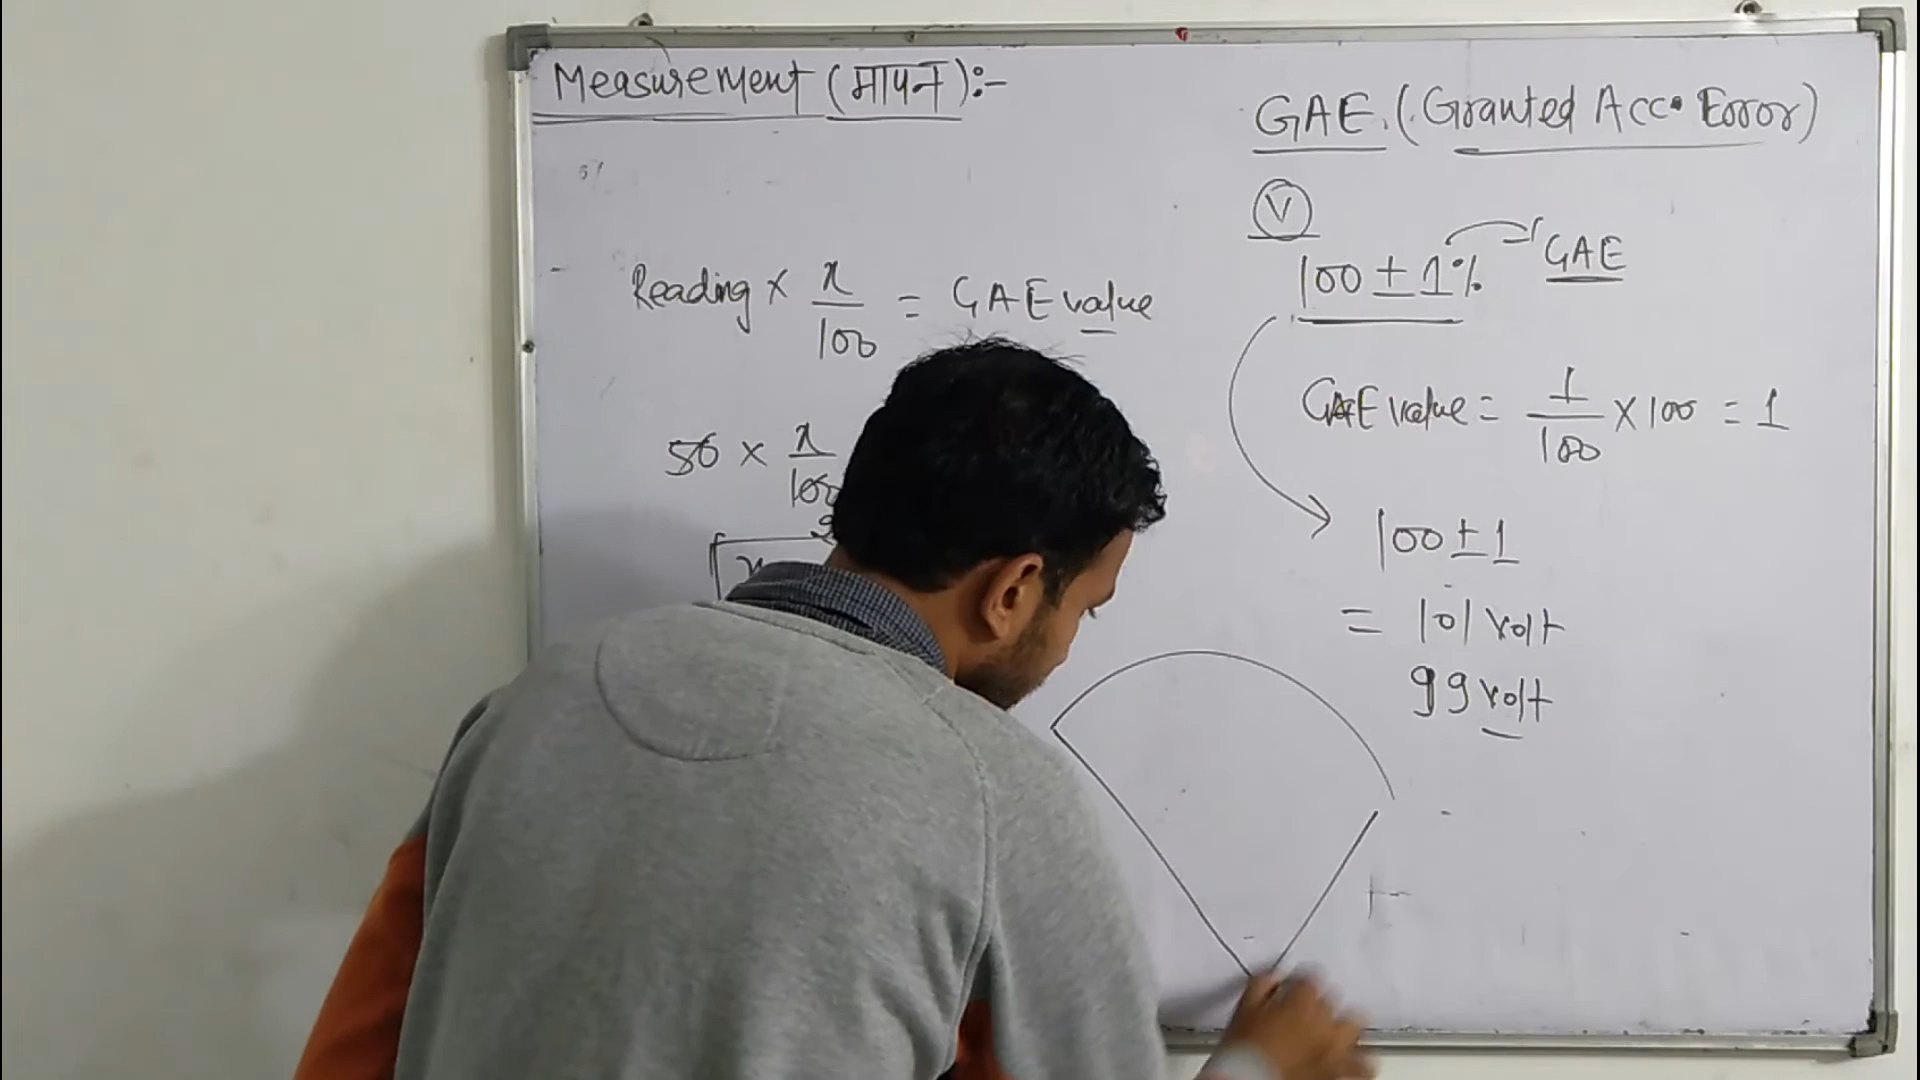 Measurement (मापन):-
Reading × x/100 = GAE value
50 × x/100
GAE. (Granted Acc. Error)
V
100 ± 1% → GAE
GAE value = 1/100 × 100 = 1
100 ± 1
= 101 volt
99 volt